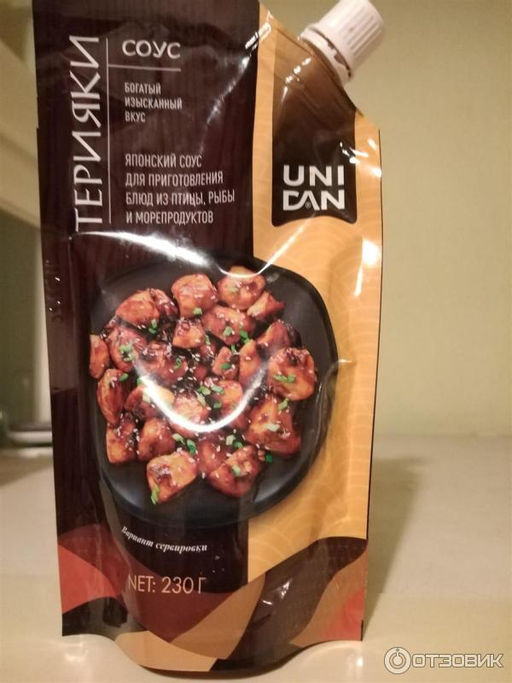 СОУС
ТЕРИЯКИ
БОГАТЫЙ
ИЗЫСКАННЫЙ
ВКУС
ЯПОНСКИЙ СОУС
ДЛЯ ПРИГОТОВЛЕНИЯ
БЛЮД ИЗ ПТИЦЫ, РЫБЫ
И МОРЕПРОДУКТОВ
UNI
DAN
Вариант сервировки
NET: 230 Г
ОТЗОВИК